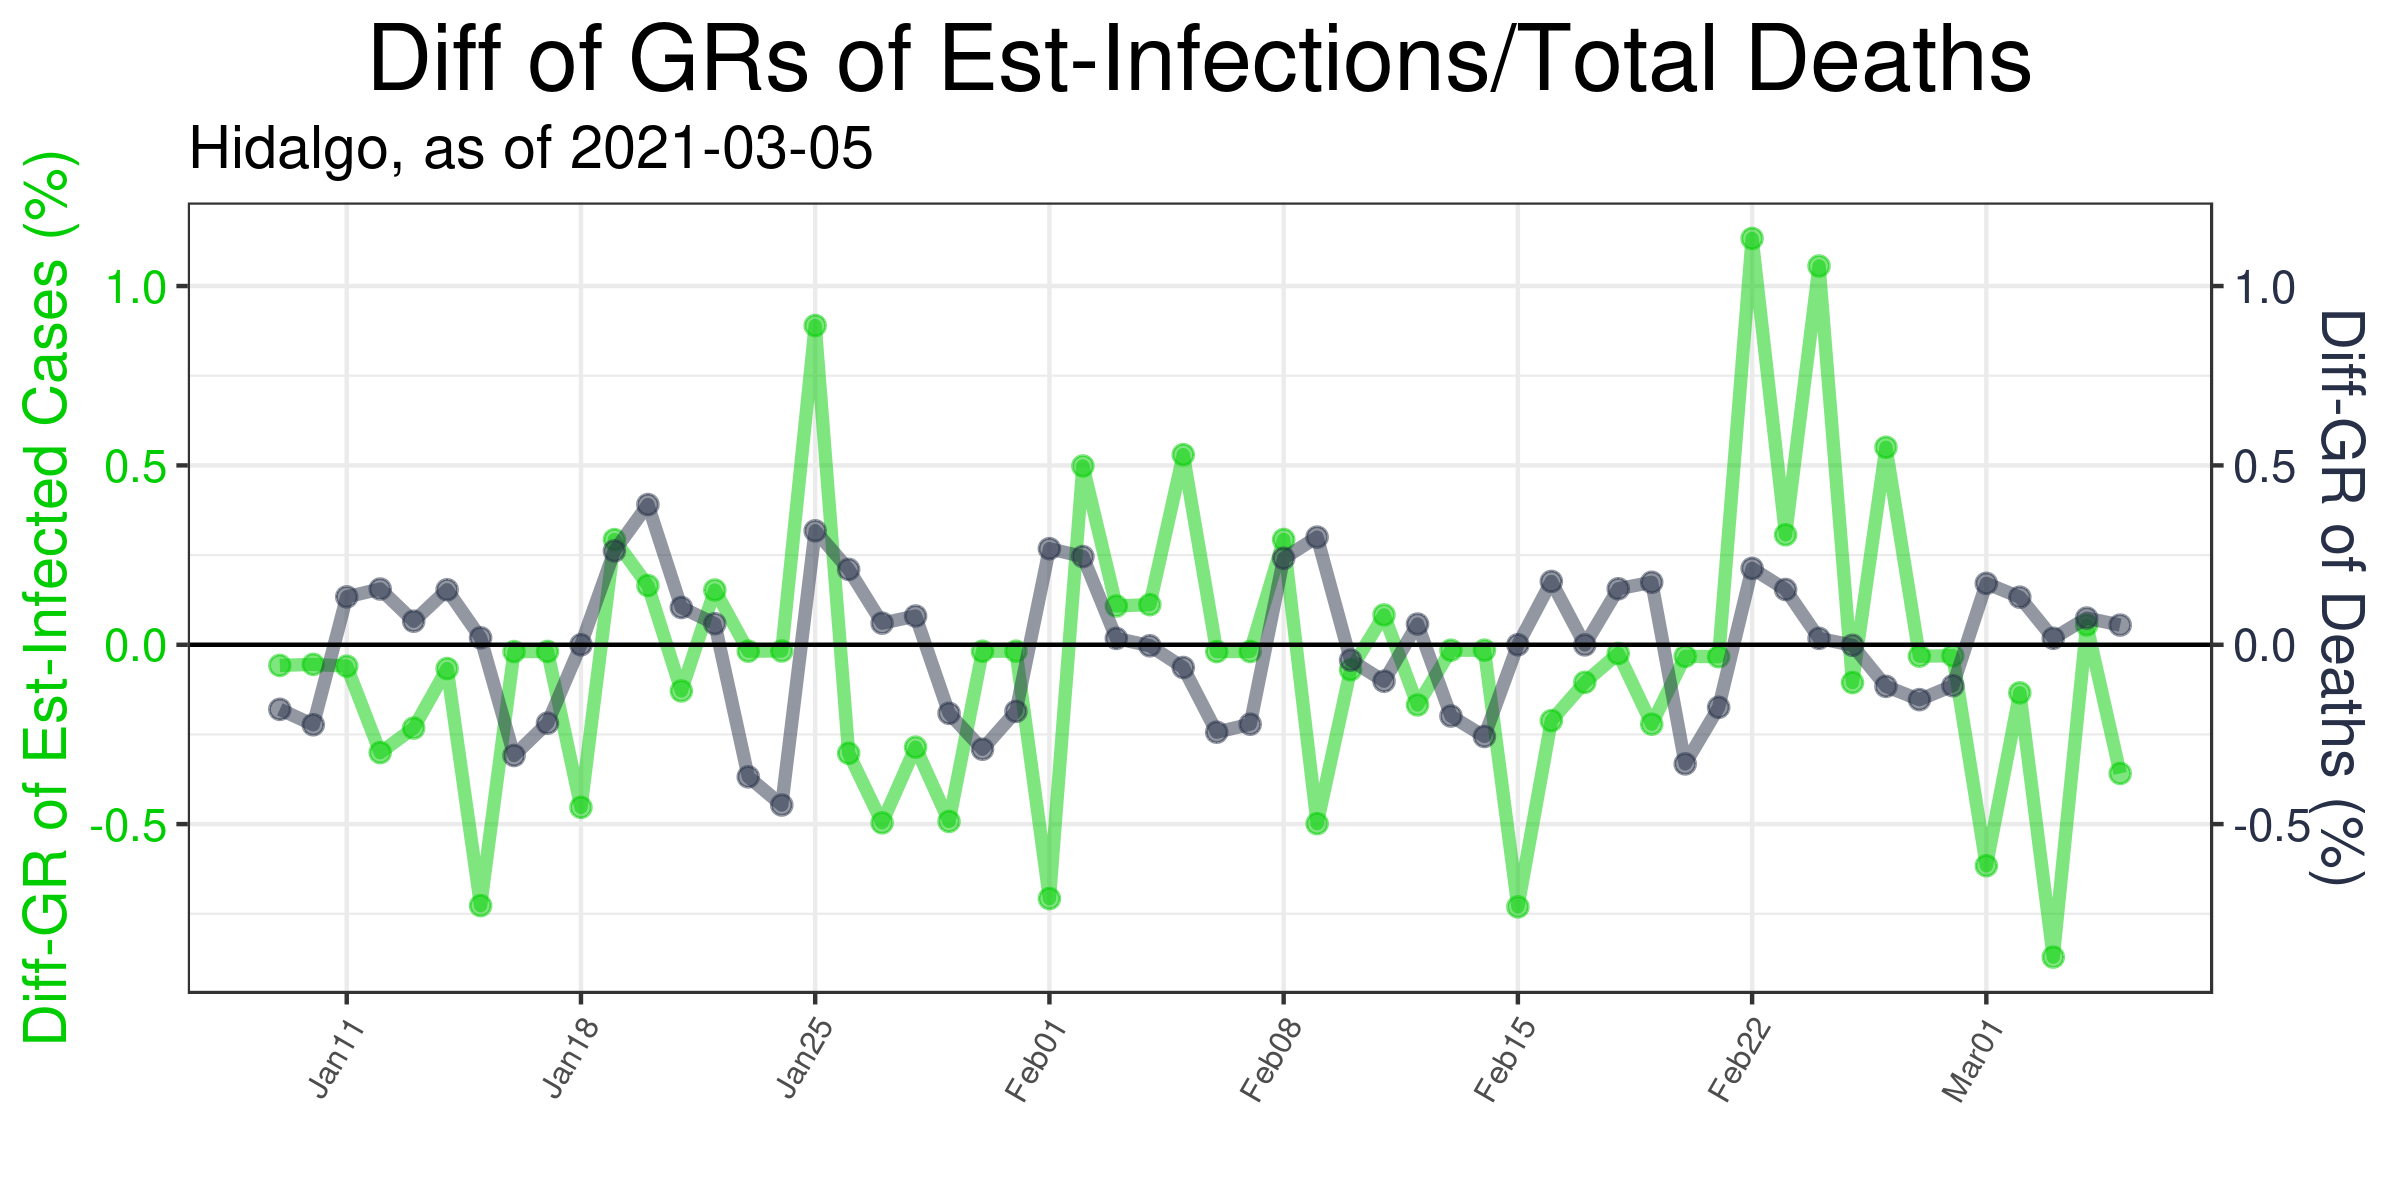 Diff of GRs of Est-Infections/Total Deaths
Hidalgo, as of 2021-03-05
Diff-GR of Est-Infected Cases (%)
1.0
0.5
0.0
-0.5
1.0
0.5
0.0
-0.5
Diff-GR of Deaths (%)
Jan11
Jan18
Jan25
Feb01
Feb08
Feb15
Feb22
Mar01